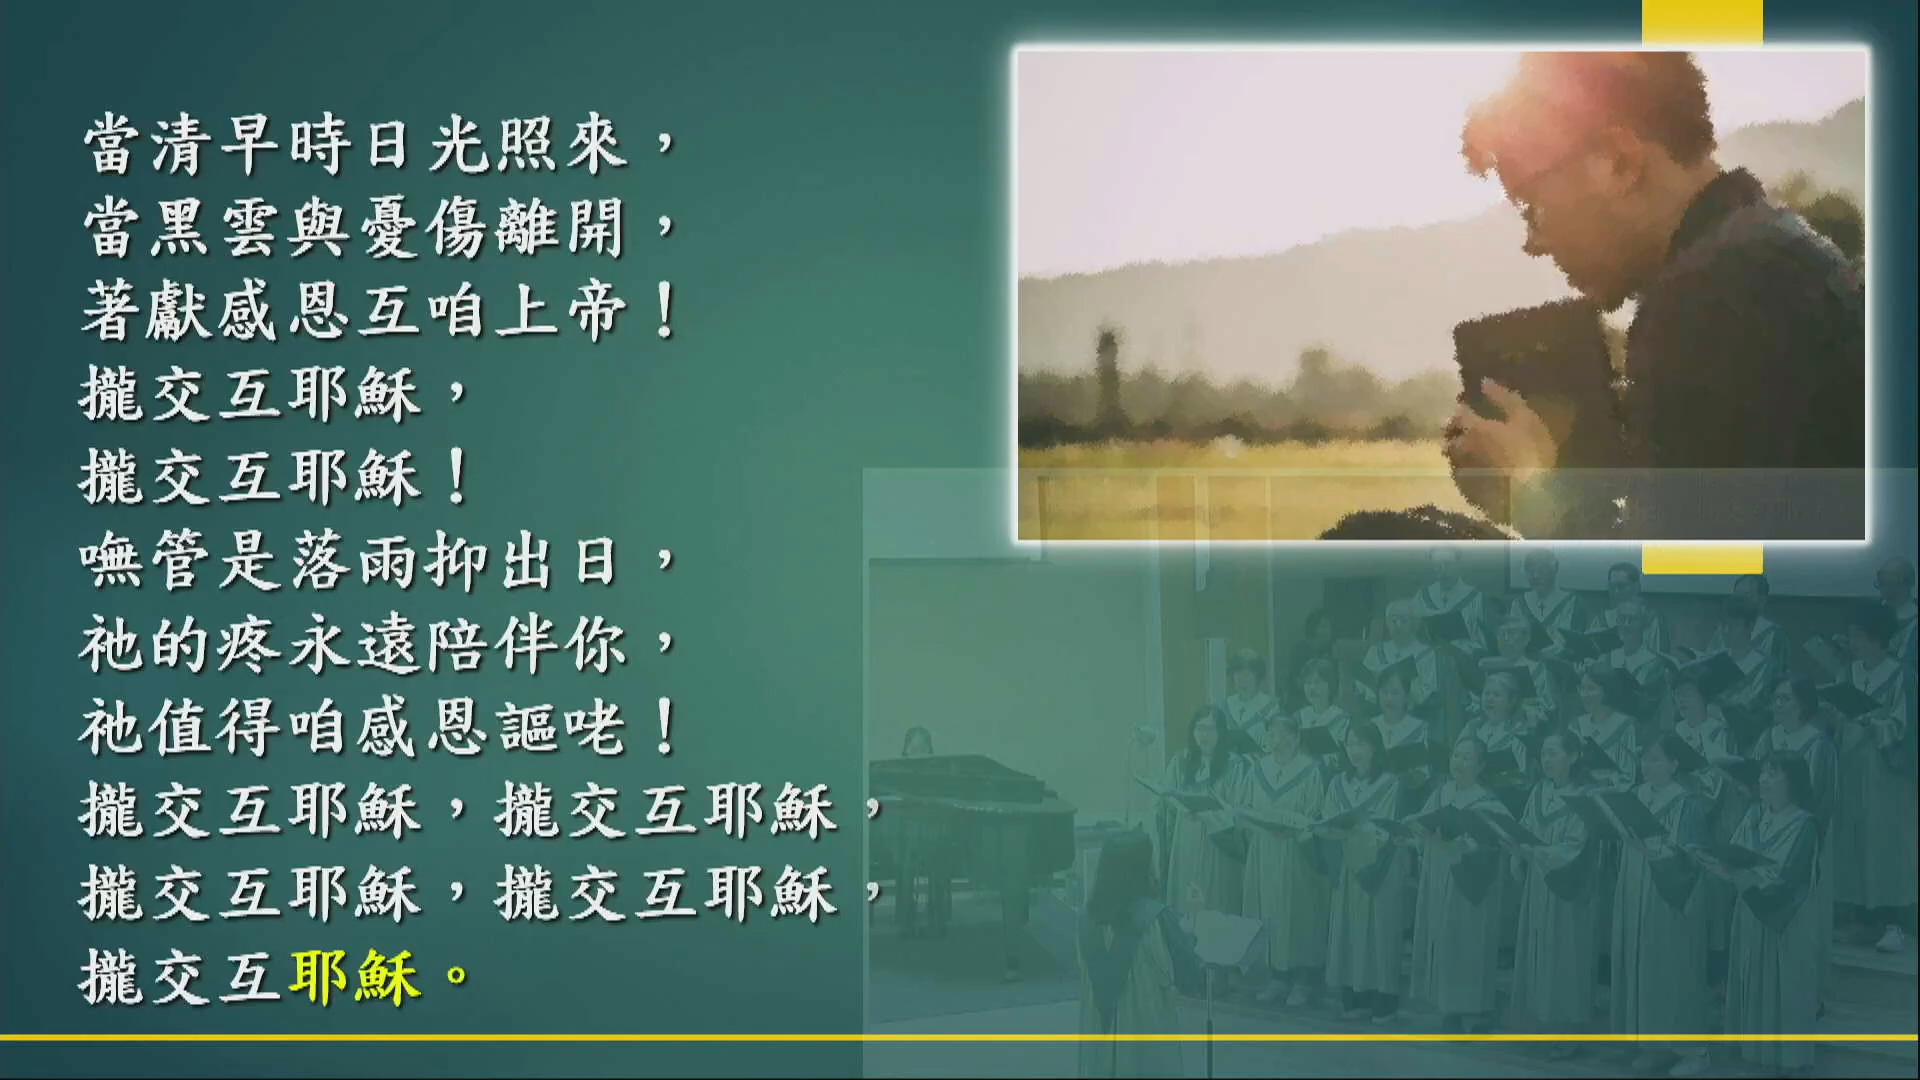 當清早時日光照來，
當黑雲與憂傷離開，
著獻感恩互咱上帝！
攏交互耶穌，
攏交互耶穌！
嘸管是落雨抑出日，
祂的疼永遠陪伴你，
祂值得咱感恩謳咾！
攏交互耶穌，攏交互耶穌，
攏交互耶穌，攏交互耶穌，
攏交互耶穌。